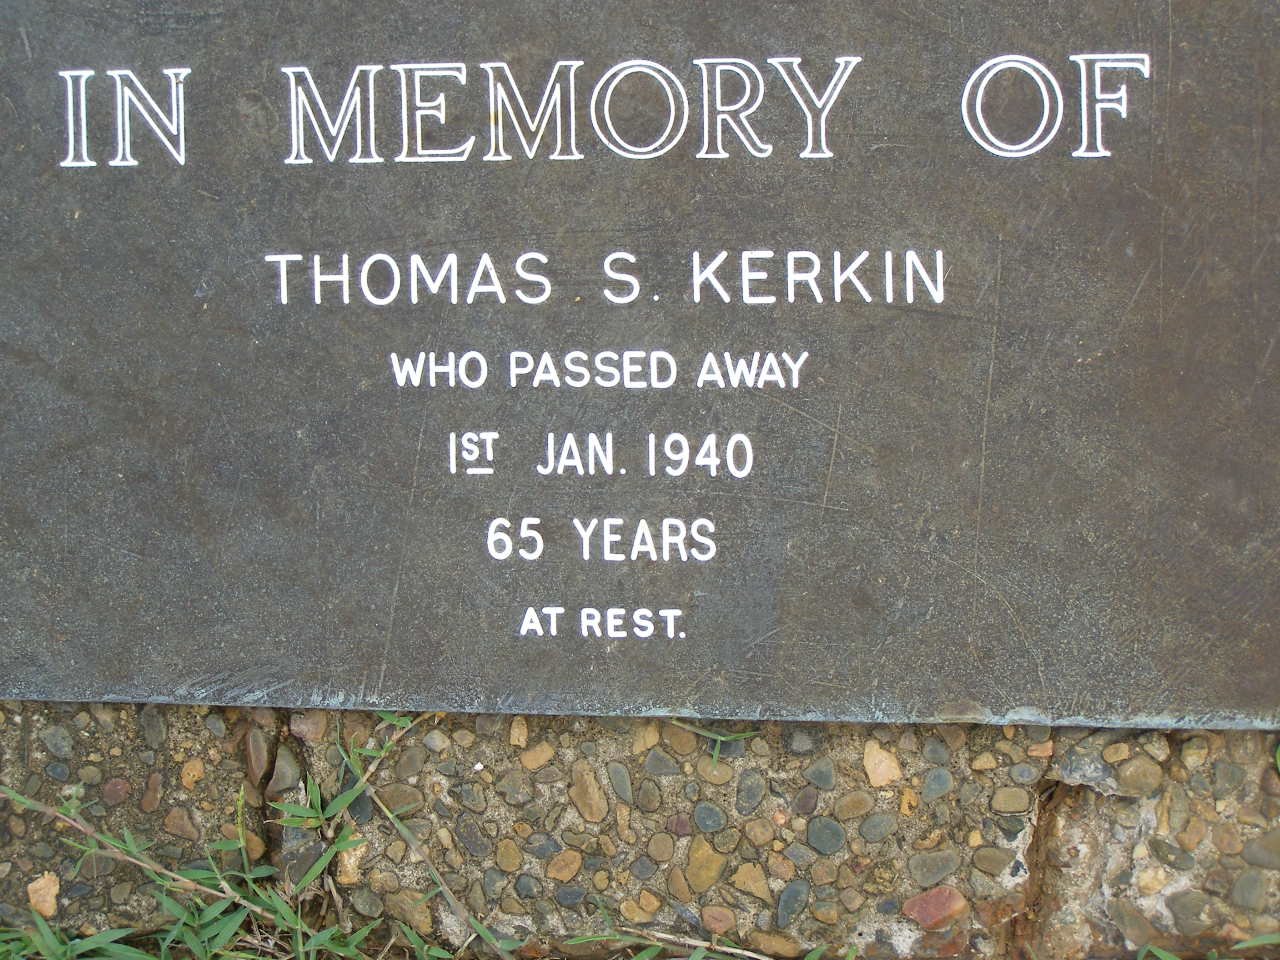 IN MEMORY OF
THOMAS S. KERKIN
WHO PASSED AWAY
1ST JAN. 1940
65 YEARS
AT REST.